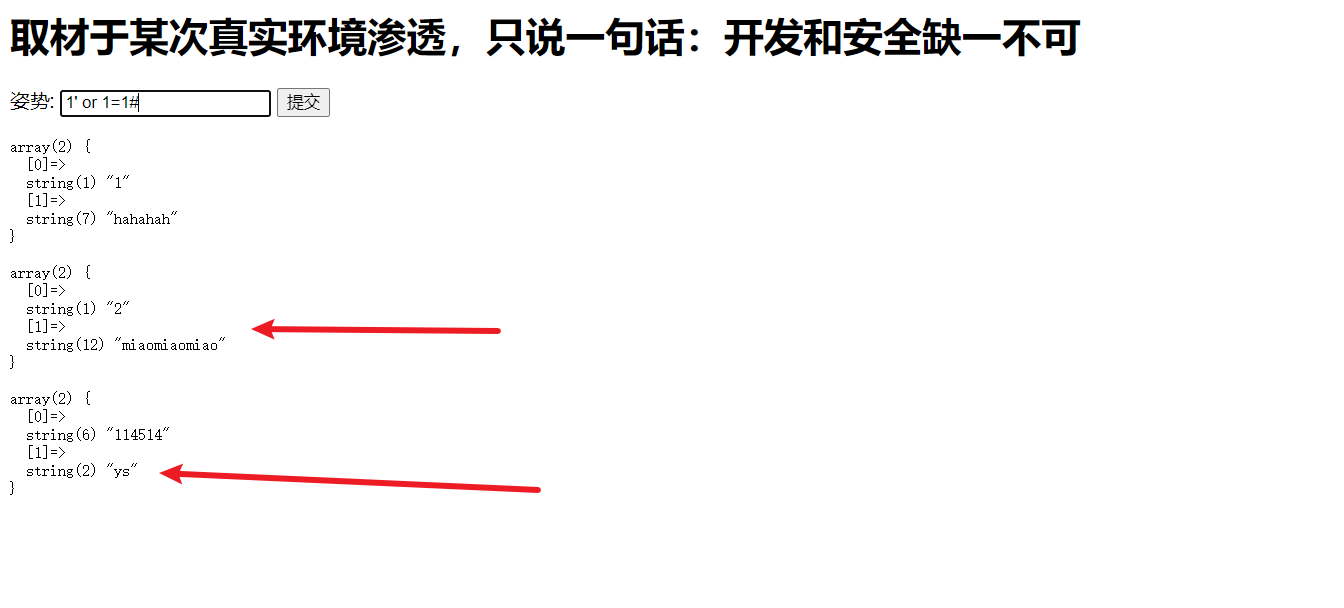 取材于某次真实环境渗透，只说一句话：开发和安全缺一不可
姿势: 1' or 1=1# 提交
array(2) {
  [0]=>
  string(1) "1"
  [1]=>
  string(7) "hahahah"
}
array(2) {
  [0]=>
  string(1) "2"
  [1]=>
  string(12) "miaomiaomiao"
}
array(2) {
  [0]=>
  string(6) "114514"
  [1]=>
  string(2) "ys"
}